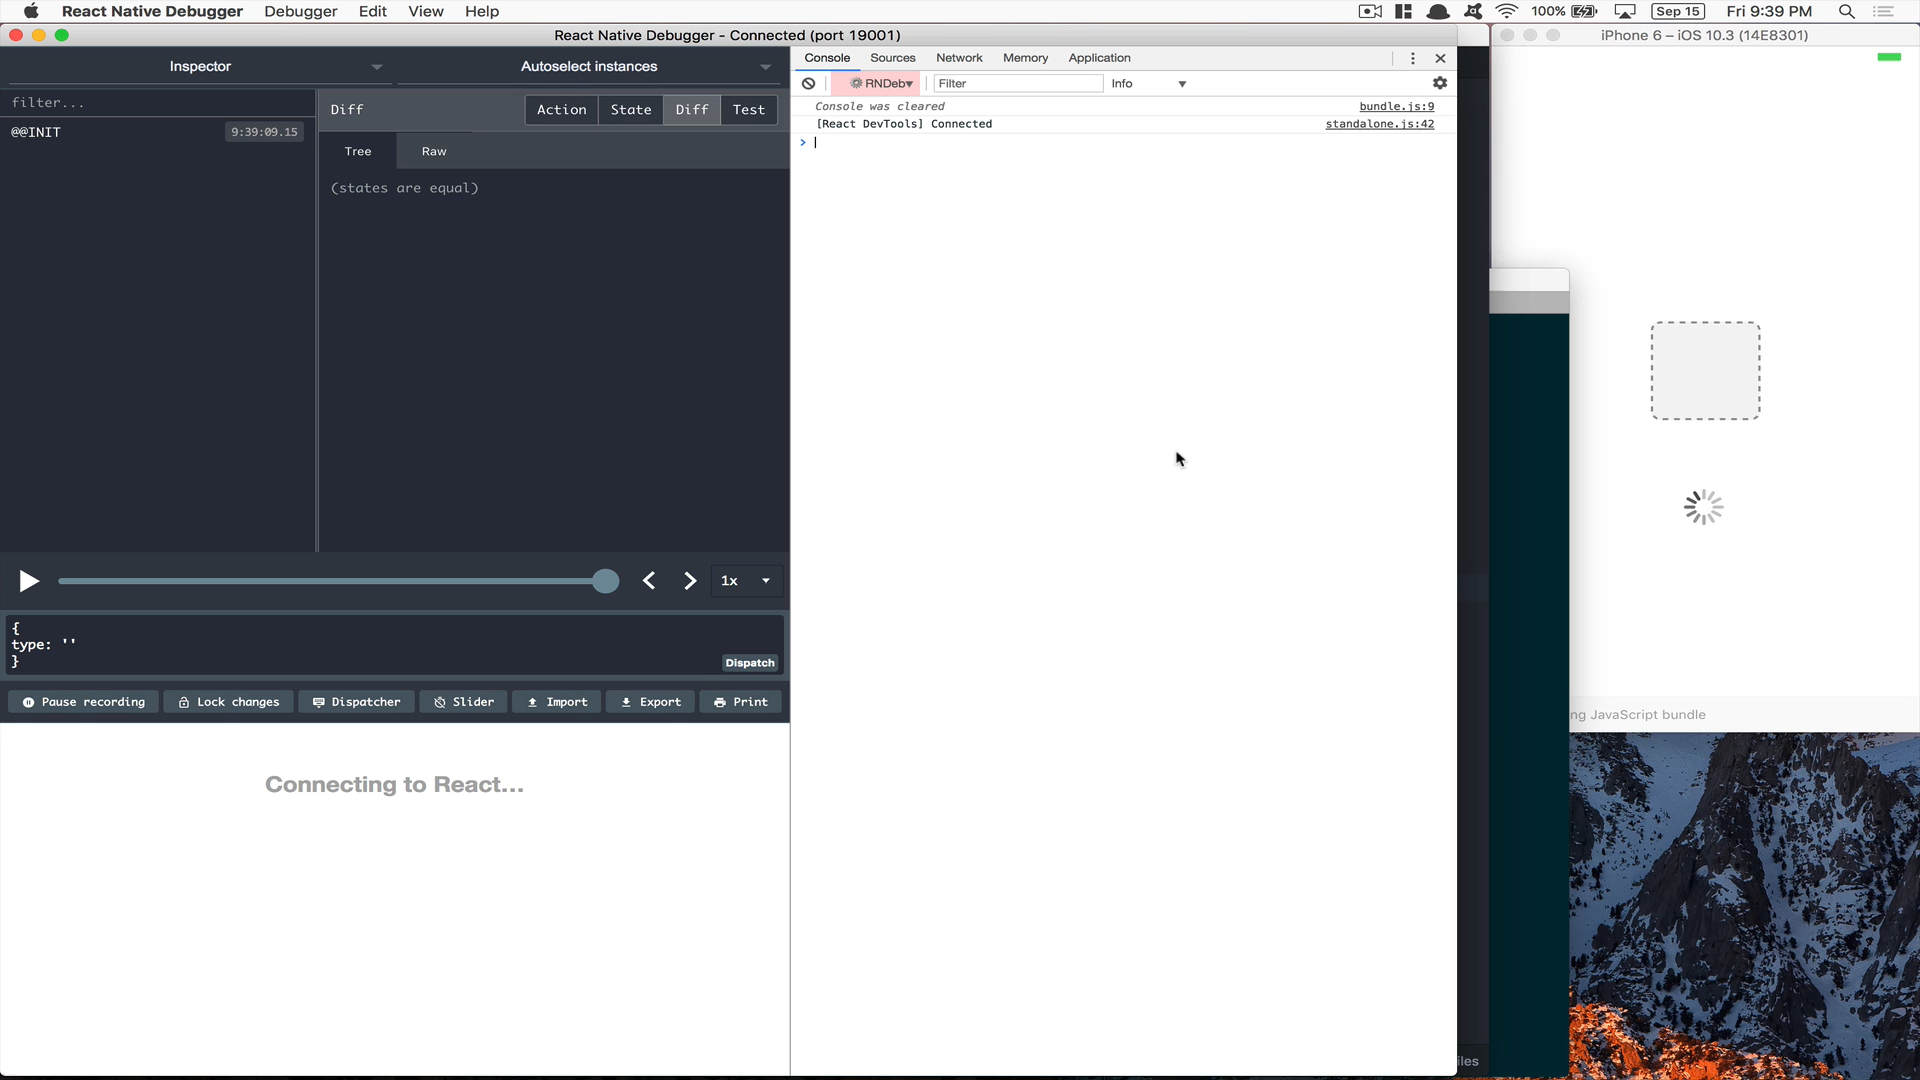 React Native Debugger Debugger Edit View Help 100% Sep 15 Fri 9:39 PM
React Native Debugger - Connected (port 19001)
iPhone 6 – iOS 10.3 (14E8301)
Inspector Autoselect instances
Console Sources Network Memory Application
RNDeb Filter Info
filter...
Diff Action State Diff Test
Console was cleared bundle.js:9
@@INIT 9:39:09.15
[React DevTools] Connected standalone.js:42
>
Tree Raw
(states are equal)
1x
{
type: ''
}
Dispatch
Pause recording Lock changes Dispatcher Slider Import Export Print
ng JavaScript bundle
Connecting to React...
iles